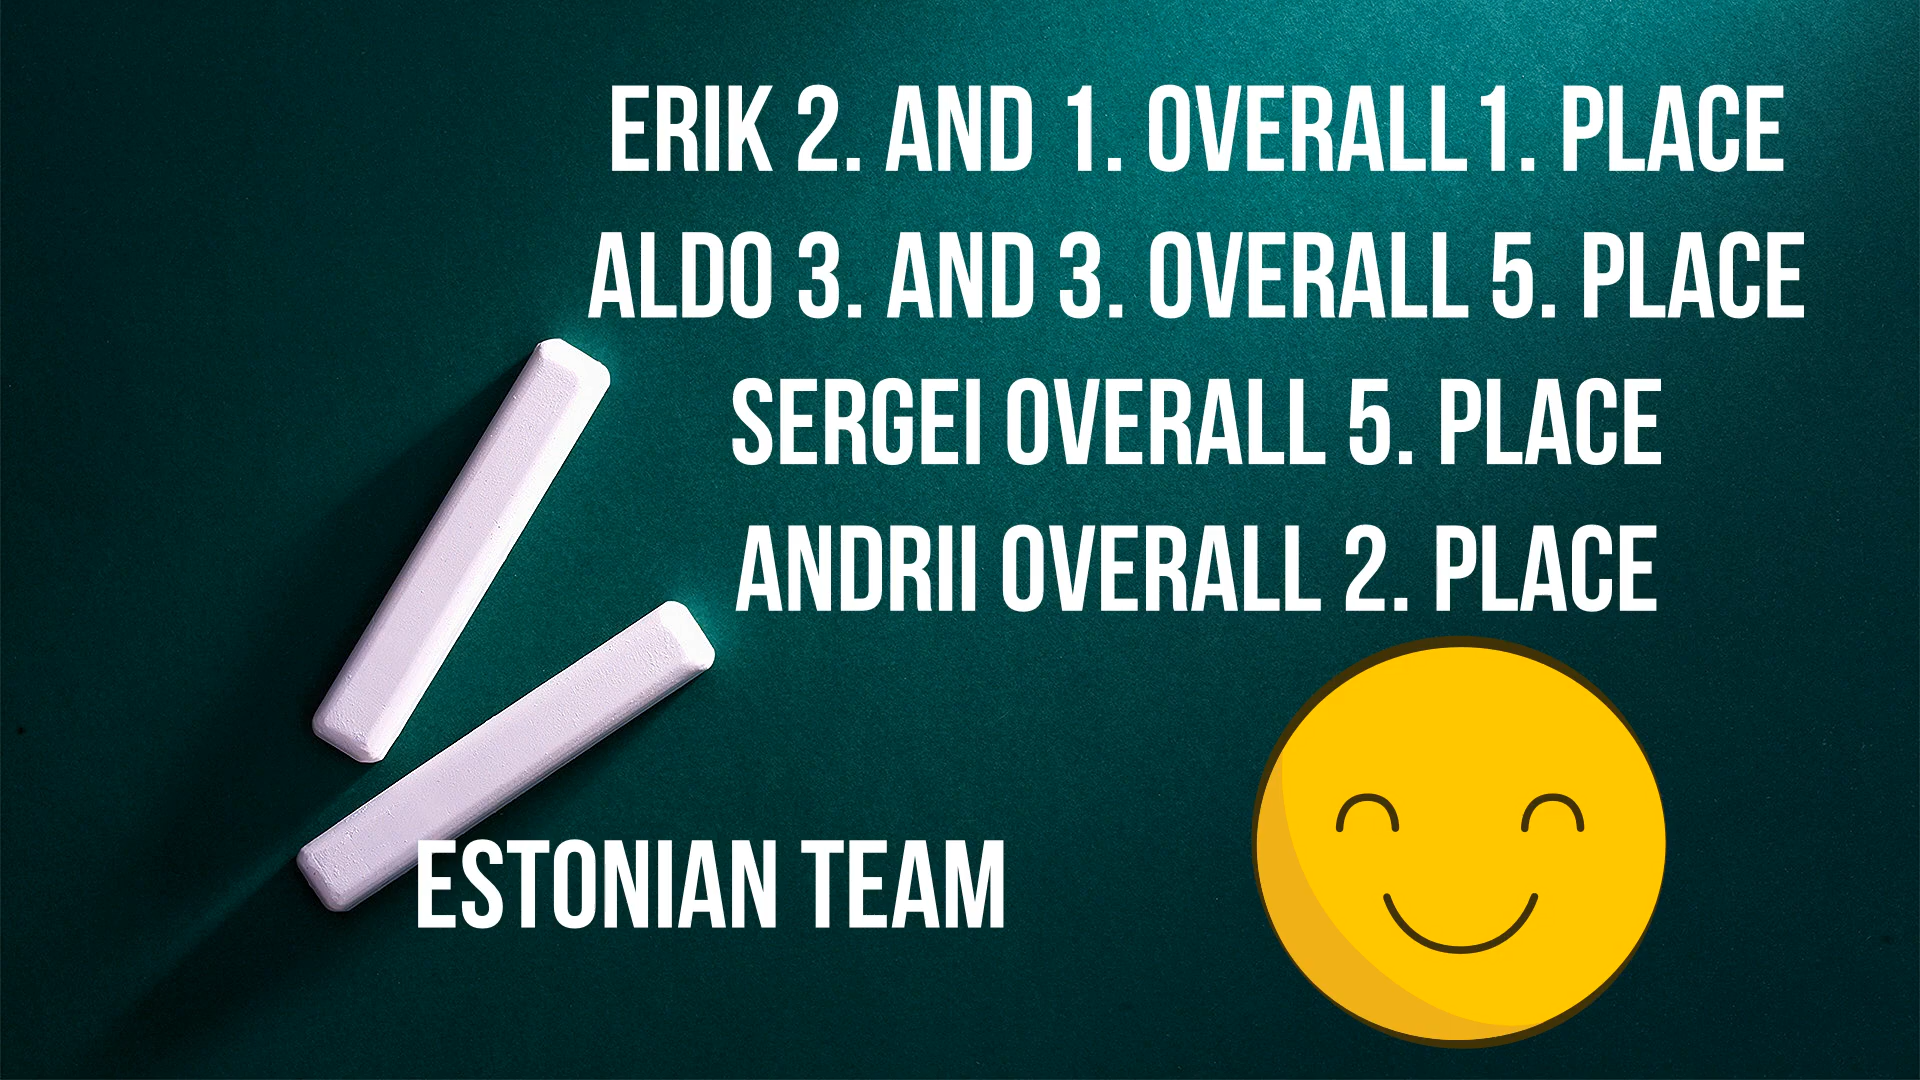 ERIK 2. AND 1. OVERALL 1. PLACE
ALDO 3. AND 3. OVERALL 5. PLACE
SERGEI OVERALL 5. PLACE
ANDRII OVERALL 2. PLACE
ESTONIAN TEAM